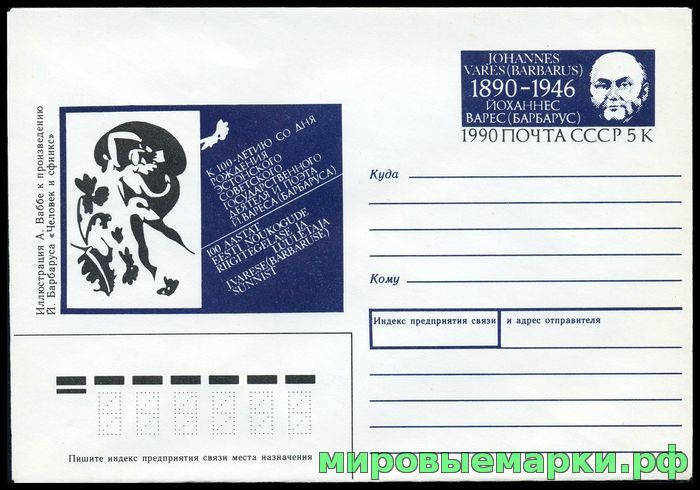 JOHANNES
VARES (BARBARUS)
1890-1946
ЙОХАННЕС
ВАРЕС (БАРБАРУС)
1990 ПОЧТА СССР 5 К
Иллюстрация А. Ваббе к произведению
Й. Барбаруса «Человек и сфинкс»
К 100-ЛЕТИЮ СО ДНЯ
РОЖДЕНИЯ
ЭСТОНСКОГО
СОВЕТСКОГО
ГОСУДАРСТВЕННОГО
ДЕЯТЕЛЯ И ПОЭТА
Й. ВАРЕСА (БАРБАРУСА)
100 AASTAT
EESTI NÕUKOGUDE
RIIGITEGELASE JA
LUULETAJA
J.VARESE (BARBARUSE)
SÜNNIST
Куда
Кому
Индекс предприятия связи и адрес отправителя
Пишите индекс предприятия связи места назначения
мировыемарки.рф